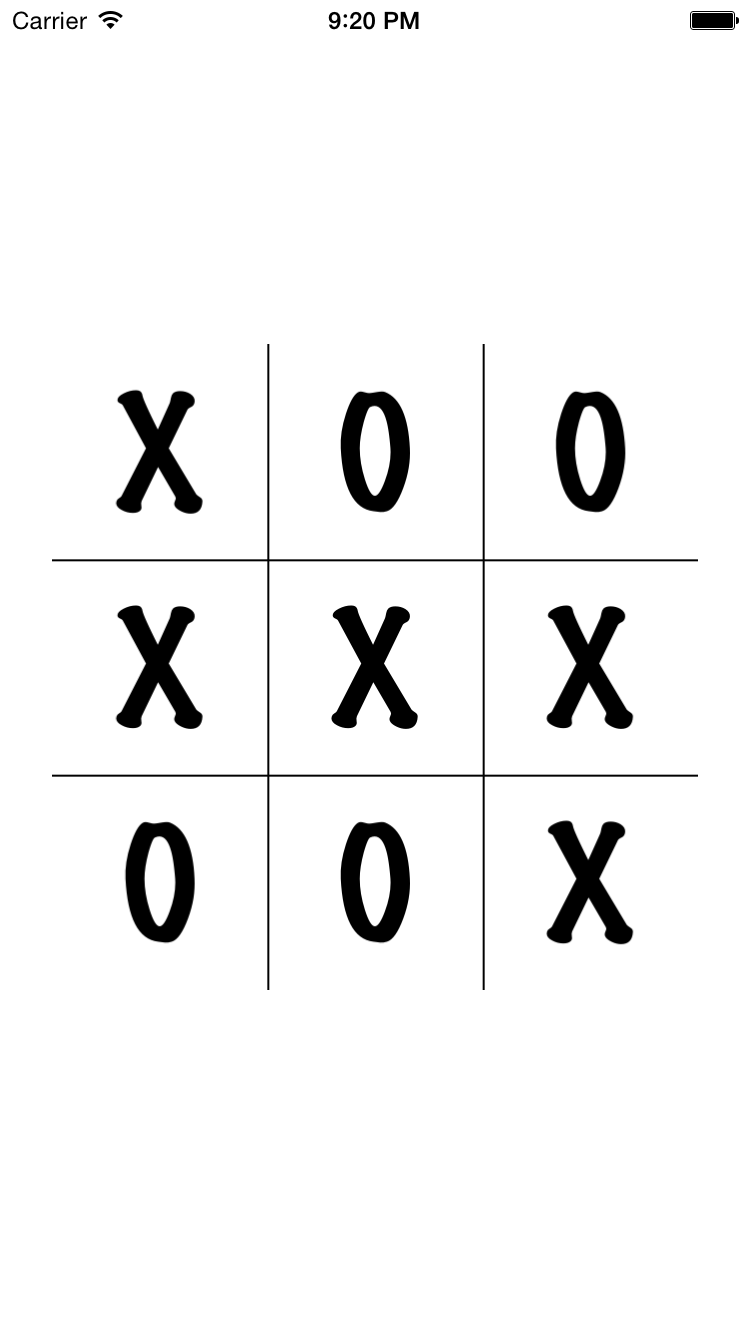 Carrier 9:20 PM
X O O
X X X
O O X